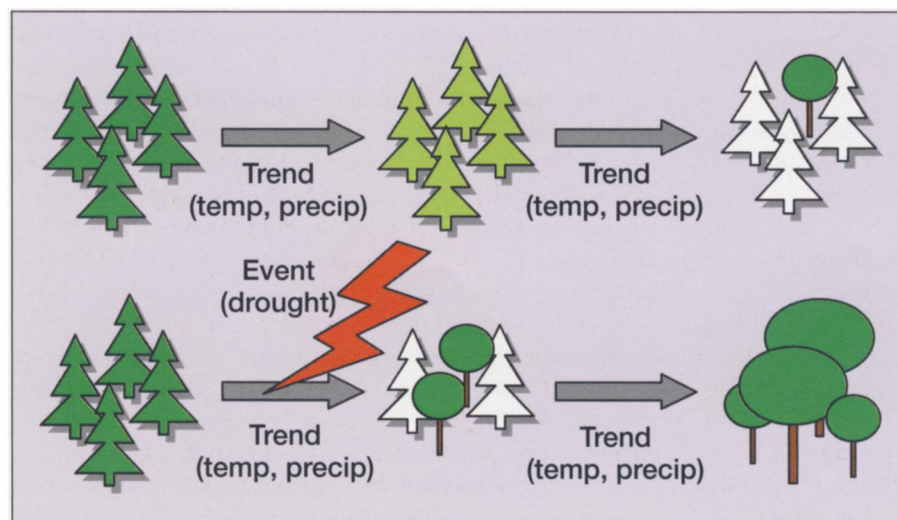 Trend
(temp, precip)
Trend
(temp, precip)
Event
(drought)
Trend
(temp, precip)
Trend
(temp, precip)